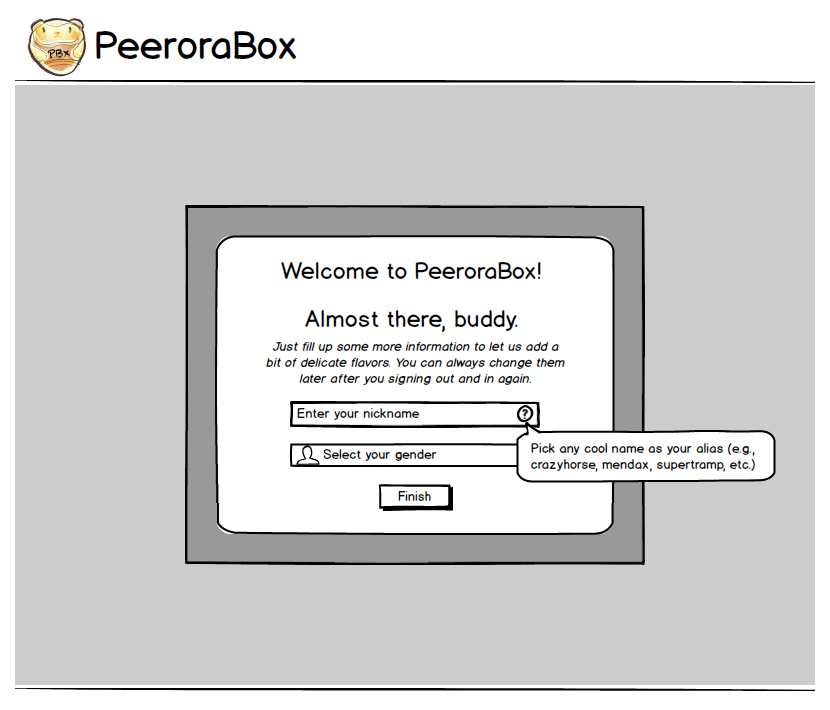 PBx
PeeroraBox
Welcome to PeeroraBox!
Almost there, buddy.
Just fill up some more information to let us add a
bit of delicate flavors. You can always change them
later after you signing out and in again.
Enter your nickname
?
Select your gender
Pick any cool name as your alias (e.g.,
crazyhorse, mendax, supertramp, etc.)
Finish